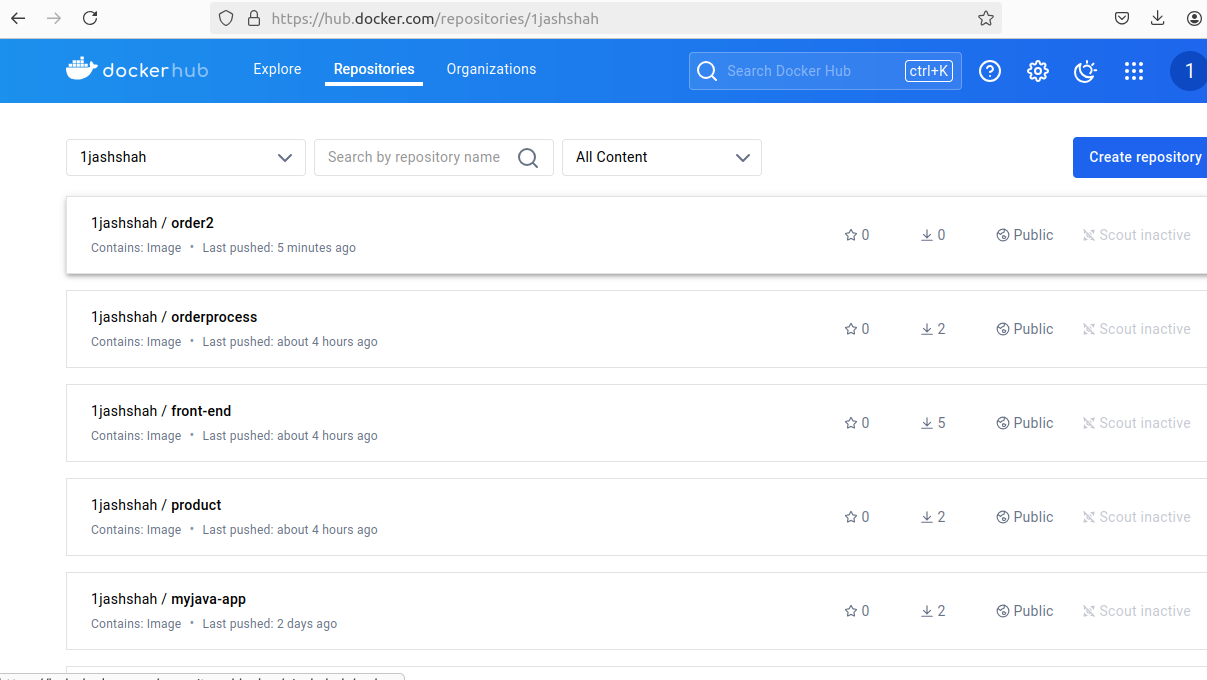 https://hub.docker.com/repositories/1jashshah
dockerhub Explore Repositories Organizations Search Docker Hub ctrl+K 1
1jashshah Search by repository name All Content Create repository
1jashshah / order2
Contains: Image • Last pushed: 5 minutes ago 0 0 Public Scout inactive
1jashshah / orderprocess
Contains: Image • Last pushed: about 4 hours ago 0 2 Public Scout inactive
1jashshah / front-end
Contains: Image • Last pushed: about 4 hours ago 0 5 Public Scout inactive
1jashshah / product
Contains: Image • Last pushed: about 4 hours ago 0 2 Public Scout inactive
1jashshah / myjava-app
Contains: Image • Last pushed: 2 days ago 0 2 Public Scout inactive